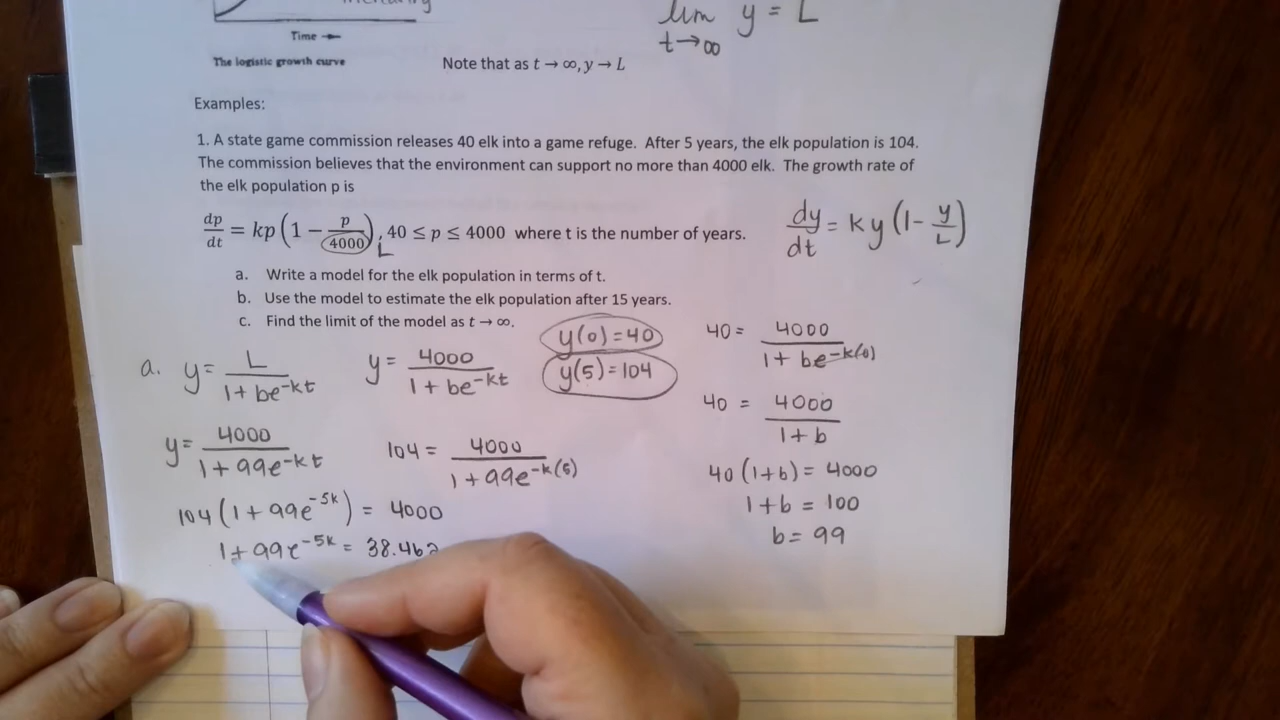 lim y = L
t→∞
Time →
The logistic growth curve
Note that as t → ∞, y → L
Examples:
1. A state game commission releases 40 elk into a game refuge. After 5 years, the elk population is 104.
The commission believes that the environment can support no more than 4000 elk. The growth rate of
the elk population p is
dp/dt = kp(1 − p/4000), 40 ≤ p ≤ 4000 where t is the number of years.
L
dy/dt = ky(1 - y/L)
a. Write a model for the elk population in terms of t.
b. Use the model to estimate the elk population after 15 years.
c. Find the limit of the model as t → ∞.
a. y = L/(1 + be^-kt)
y = 4000/(1 + be^-kt)
y(0) = 40
y(5) = 104
y = 4000/(1 + 99e^-kt)
104 = 4000/(1 + 99e^-k(5))
104(1 + 99e^-5k) = 4000
1 + 99e^-5k = 38.462
40 = 4000/(1 + be^-k(0))
40 = 4000/(1 + b)
40(1+b) = 4000
1+b = 100
b = 99